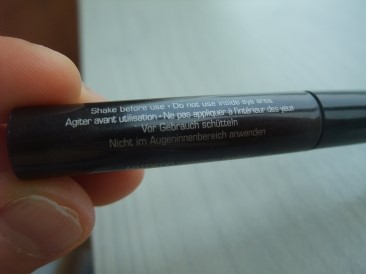 Shake before use • Do not use inside eye area
Agiter avant utilisation • Ne pas appliquer à l'intérieur des yeux
Vor Gebrauch schütteln
Nicht im Augeninnenbereich anwenden